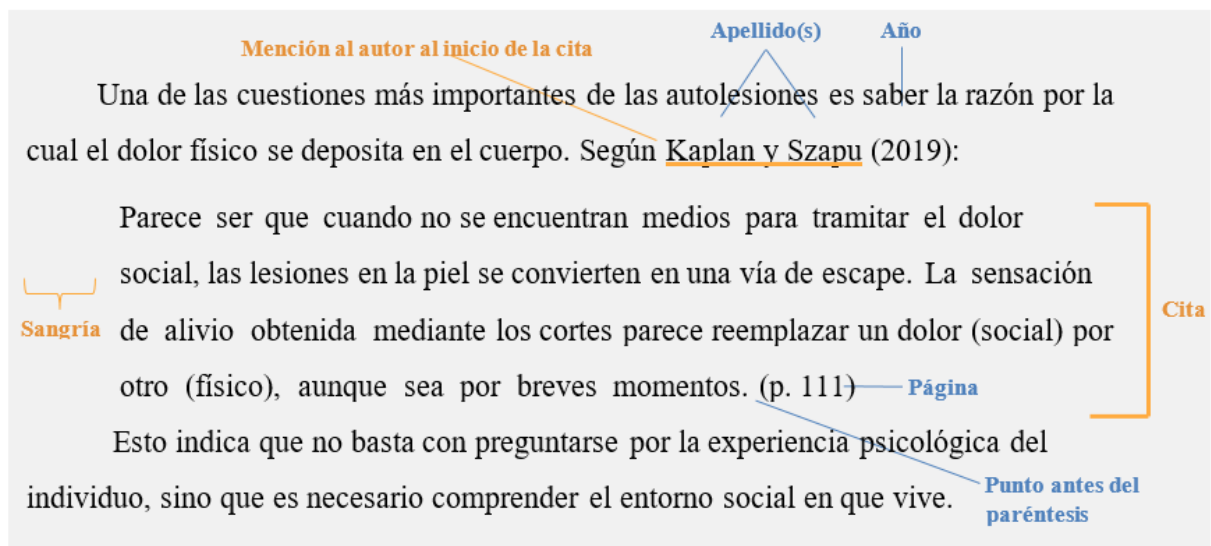 Apellido(s) Año
Mención al autor al inicio de la cita
Una de las cuestiones más importantes de las autolesiones es saber la razón por la
cual el dolor físico se deposita en el cuerpo. Según Kaplan y Szapu (2019):
Parece ser que cuando no se encuentran medios para tramitar el dolor
social, las lesiones en la piel se convierten en una vía de escape. La sensación
Cita
Sangría
de alivio obtenida mediante los cortes parece reemplazar un dolor (social) por
otro (físico), aunque sea por breves momentos. (p. 111)
Página
Esto indica que no basta con preguntarse por la experiencia psicológica del
individuo, sino que es necesario comprender el entorno social en que vive.
Punto antes del
paréntesis